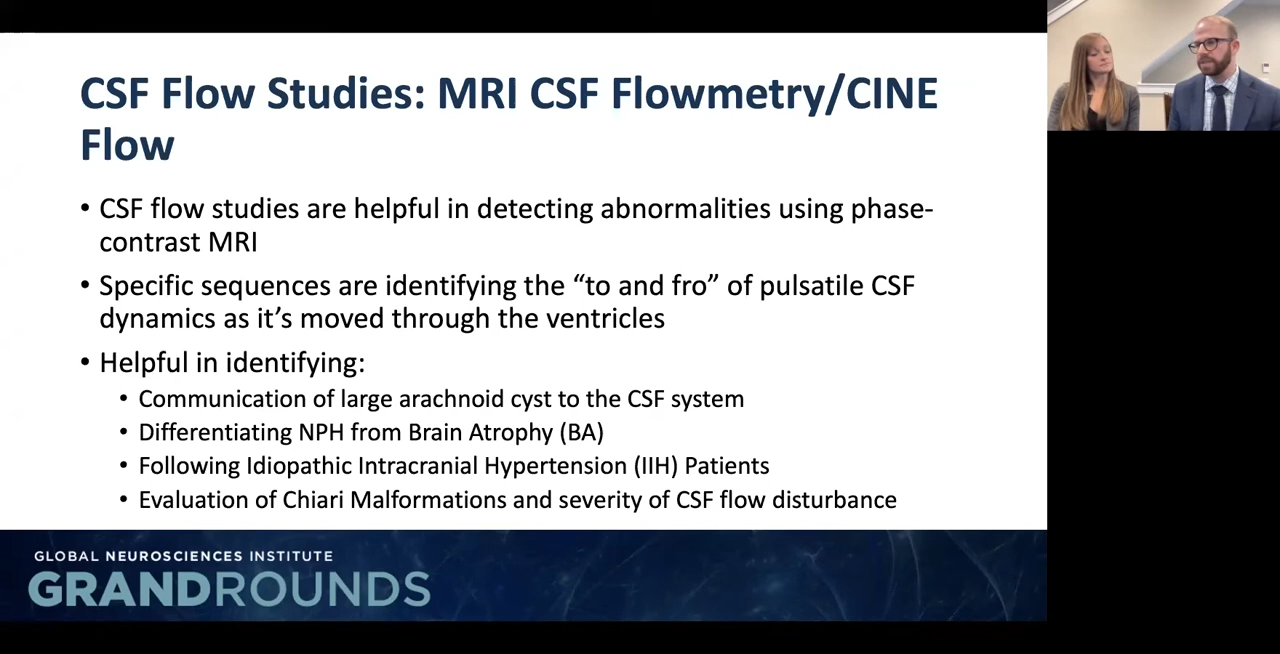 CSF Flow Studies: MRI CSF Flowmetry/CINE
Flow
• CSF flow studies are helpful in detecting abnormalities using phase-
contrast MRI
• Specific sequences are identifying the “to and fro” of pulsatile CSF
dynamics as it’s moved through the ventricles
• Helpful in identifying:
• Communication of large arachnoid cyst to the CSF system
• Differentiating NPH from Brain Atrophy (BA)
• Following Idiopathic Intracranial Hypertension (IIH) Patients
• Evaluation of Chiari Malformations and severity of CSF flow disturbance
GLOBAL NEUROSCIENCES INSTITUTE
GRANDROUNDS